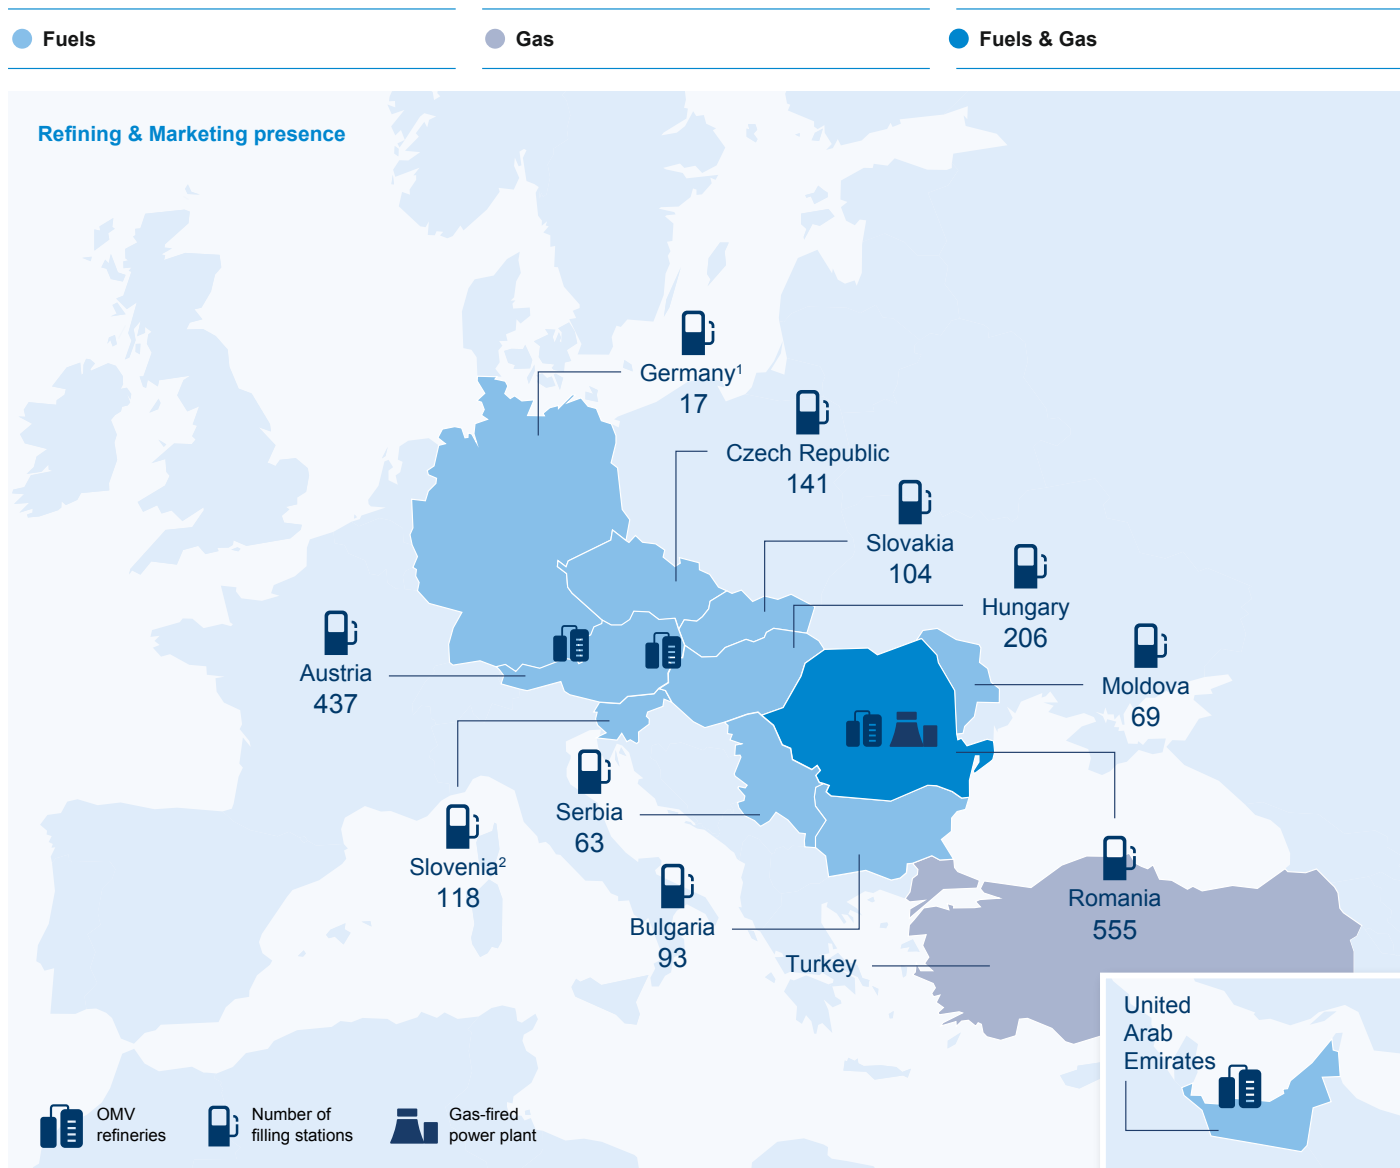 Fuels
Gas
Fuels & Gas
Refining & Marketing presence
Germany¹
17
Czech Republic
141
Slovakia
104
Hungary
206
Austria
437
Moldova
69
Serbia
63
Slovenia²
118
Bulgaria
93
Romania
555
Turkey
United
Arab
Emirates
OMV
refineries
Number of
filling stations
Gas-fired
power plant